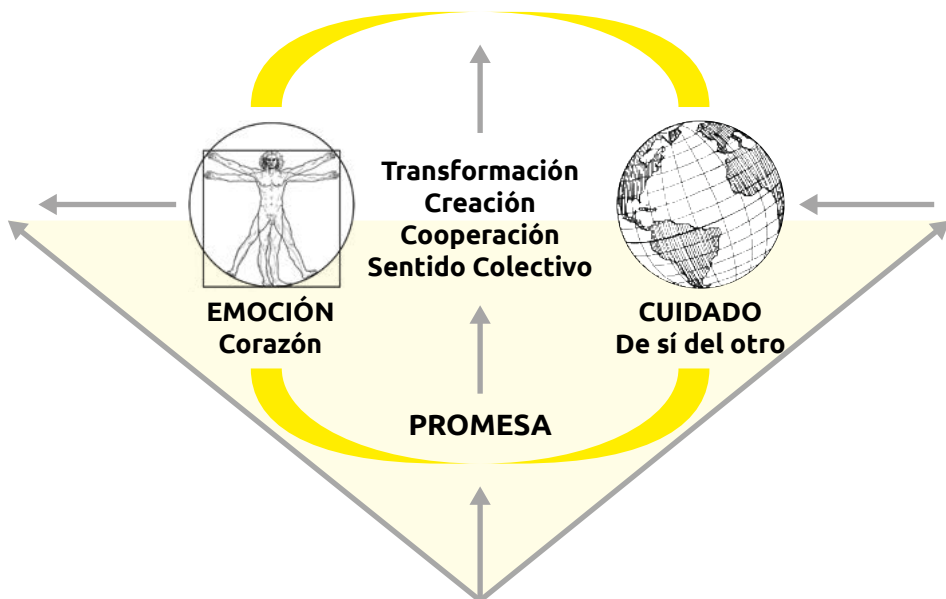 Transformación
Creación
Cooperación
Sentido Colectivo
EMOCIÓN
Corazón
CUIDADO
De sí del otro
PROMESA